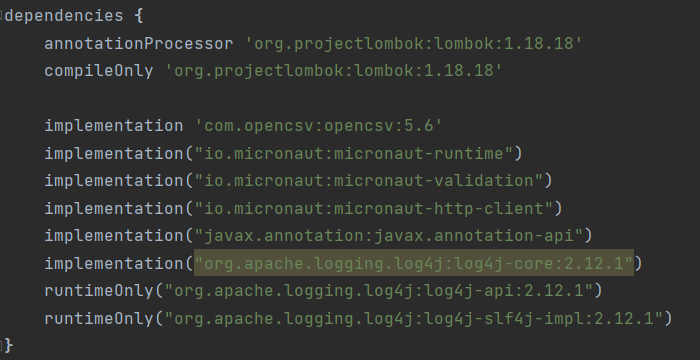 dependencies {
annotationProcessor 'org.projectlombok:lombok:1.18.18'
compileOnly 'org.projectlombok:lombok:1.18.18'
implementation 'com.opencsv:opencsv:5.6'
implementation("io.micronaut:micronaut-runtime")
implementation("io.micronaut:micronaut-validation")
implementation("io.micronaut:micronaut-http-client")
implementation("javax.annotation:javax.annotation-api")
implementation("org.apache.logging.log4j:log4j-core:2.12.1")
runtimeOnly("org.apache.logging.log4j:log4j-api:2.12.1")
runtimeOnly("org.apache.logging.log4j:log4j-slf4j-impl:2.12.1")
}